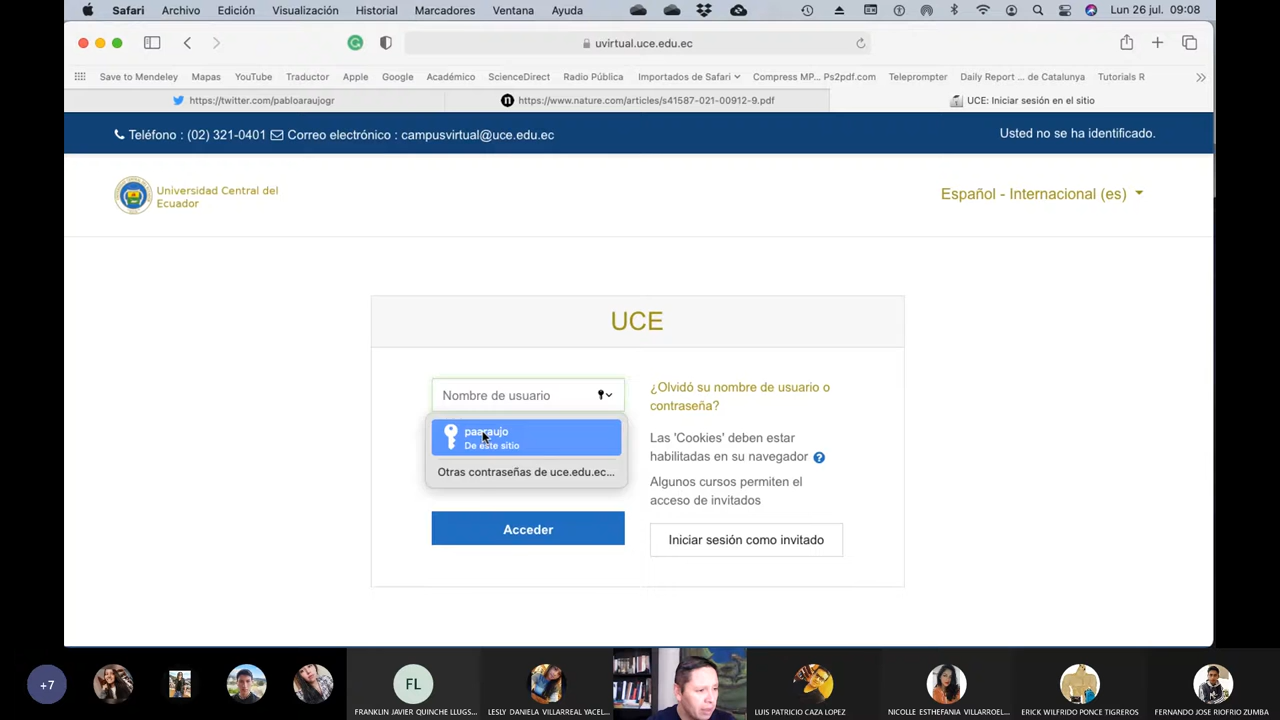 Safari Archivo Edición Visualización Historial Marcadores Ventana Ayuda Lun 26 jul. 09:08
uvirtual.uce.edu.ec
Save to Mendeley Mapas YouTube Traductor Apple Google Académico ScienceDirect Radio Pública Importados de Safari Compress MP... Ps2pdf.com Teleprompter Daily Report ... de Catalunya Tutorials R
https://twitter.com/pabloaraujogr https://www.nature.com/articles/s41587-021-00912-9.pdf UCE: Iniciar sesión en el sitio
Teléfono : (02) 321-0401 Correo electrónico : campusvirtual@uce.edu.ec Usted no se ha identificado.
Universidad Central del
Ecuador
Español - Internacional (es)
UCE
Nombre de usuario
paaraujo
De este sitio
Otras contraseñas de uce.edu.ec...
Acceder
¿Olvidó su nombre de usuario o
contraseña?
Las 'Cookies' deben estar
habilitadas en su navegador
Algunos cursos permiten el
acceso de invitados
Iniciar sesión como invitado
+7
FL
FRANKLIN JAVIER QUINCHE LLUGS... LESLY DANIELA VILLARREAL YACEL... LUIS PATRICIO CAZA LOPEZ NICOLLE ESTHEFANIA VILLARROEL... ERICK WILFRIDO PONCE TIGREROS FERNANDO JOSE RIOFRIO ZUMBA